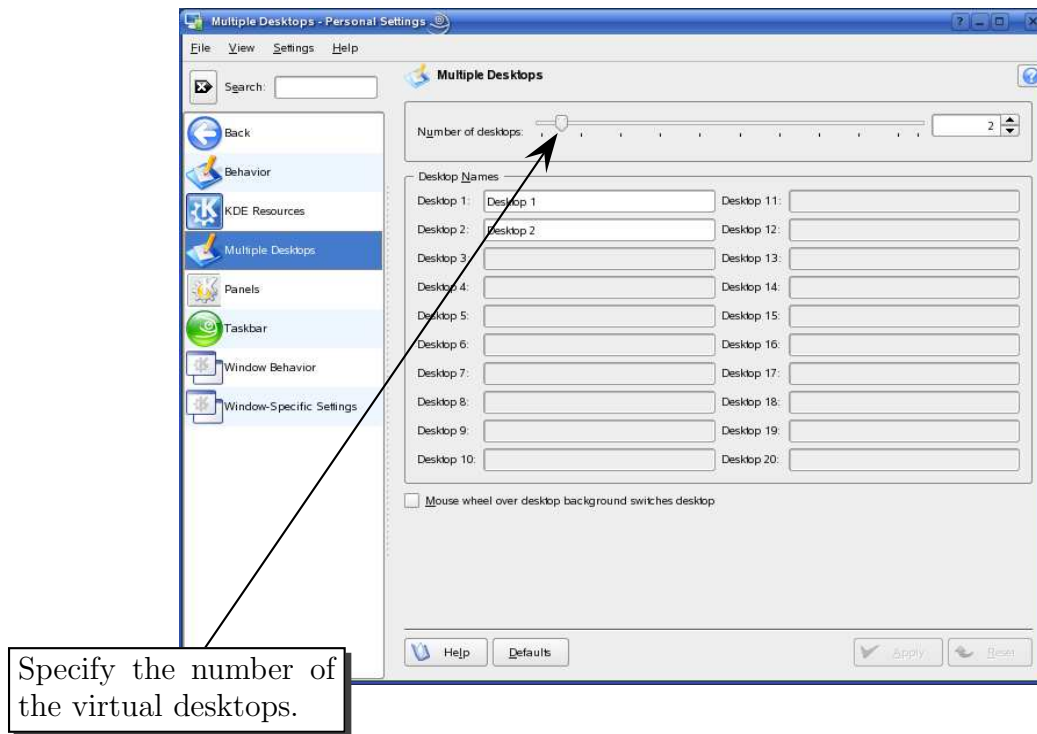 Multiple Desktops - Personal Settings
File View Settings Help
Search:
Back
Behavior
KDE Resources
Multiple Desktops
Panels
Taskbar
Window Behavior
Window-Specific Settings
Multiple Desktops
Number of desktops: 2
Desktop Names
Desktop 1: Desktop 1 Desktop 11:
Desktop 2: Desktop 2 Desktop 12:
Desktop 3: Desktop 13:
Desktop 4: Desktop 14:
Desktop 5: Desktop 15:
Desktop 6: Desktop 16:
Desktop 7: Desktop 17:
Desktop 8: Desktop 18:
Desktop 9: Desktop 19:
Desktop 10: Desktop 20:
Mouse wheel over desktop background switches desktop
Help Defaults Apply Reset
Specify the number of
the virtual desktops.